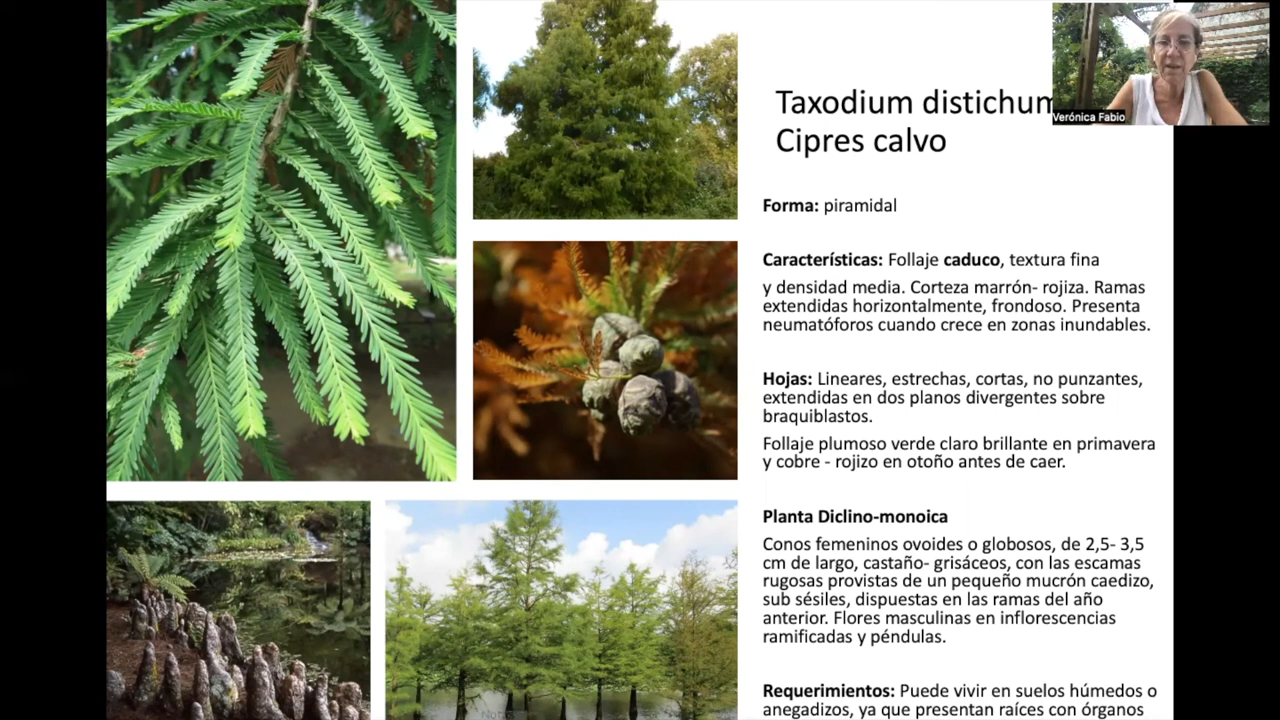 Taxodium distichum
Cipres calvo
Verónica Fabio
Forma: piramidal
Características: Follaje caduco, textura fina
y densidad media. Corteza marrón- rojiza. Ramas
extendidas horizontalmente, frondoso. Presenta
neumatóforos cuando crece en zonas inundables.
Hojas: Lineares, estrechas, cortas, no punzantes,
extendidas en dos planos divergentes sobre
braquiblastos.
Follaje plumoso verde claro brillante en primavera
y cobre - rojizo en otoño antes de caer.
Planta Diclino-monoica
Conos femeninos ovoides o globosos, de 2,5- 3,5
cm de largo, castaño- grisáceos, con las escamas
rugosas provistas de un pequeño mucrón caedizo,
sub sésiles, dispuestas en las ramas del año
anterior. Flores masculinas en inflorescencias
ramificadas y péndulas.
Requerimientos: Puede vivir en suelos húmedos o
anegadizos, ya que presentan raíces con órganos